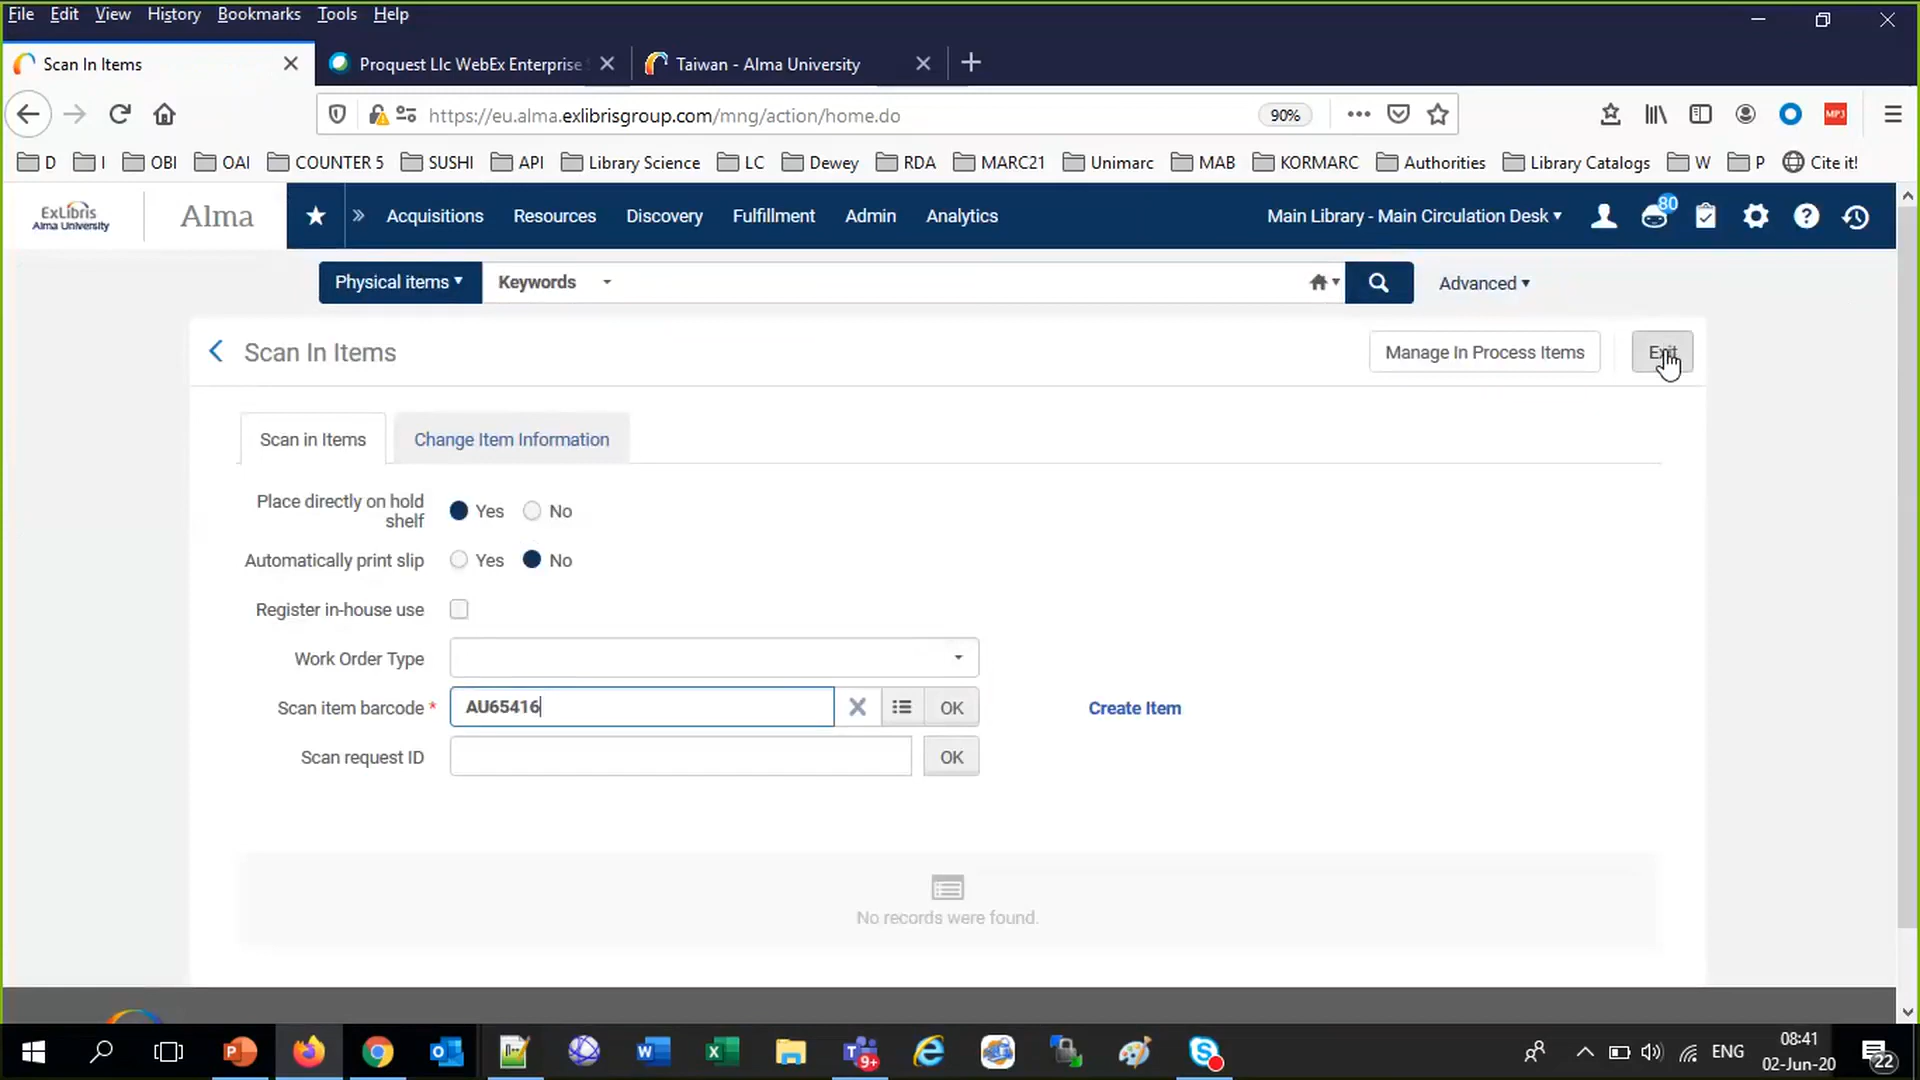 File Edit View History Bookmarks Tools Help
Scan In Items
Proquest Llc WebEx Enterprise
Taiwan - Alma University
https://eu.alma.exlibrisgroup.com/mng/action/home.do
90%
MP3
D I OBI OAI COUNTER 5 SUSHI API Library Science LC Dewey RDA MARC21 Unimarc MAB KORMARC Authorities Library Catalogs W P Cite it!
ExLibris
Alma University
Alma
Acquisitions Resources Discovery Fulfillment Admin Analytics
Main Library - Main Circulation Desk
80
Physical items Keywords Advanced
Scan In Items
Manage In Process Items
Exit
Scan in Items Change Item Information
Place directly on hold
shelf
Yes No
Automatically print slip Yes No
Register in-house use
Work Order Type
Scan item barcode * AU65416 OK Create Item
Scan request ID OK
No records were found.
9+
ENG
08:41
02-Jun-20
22